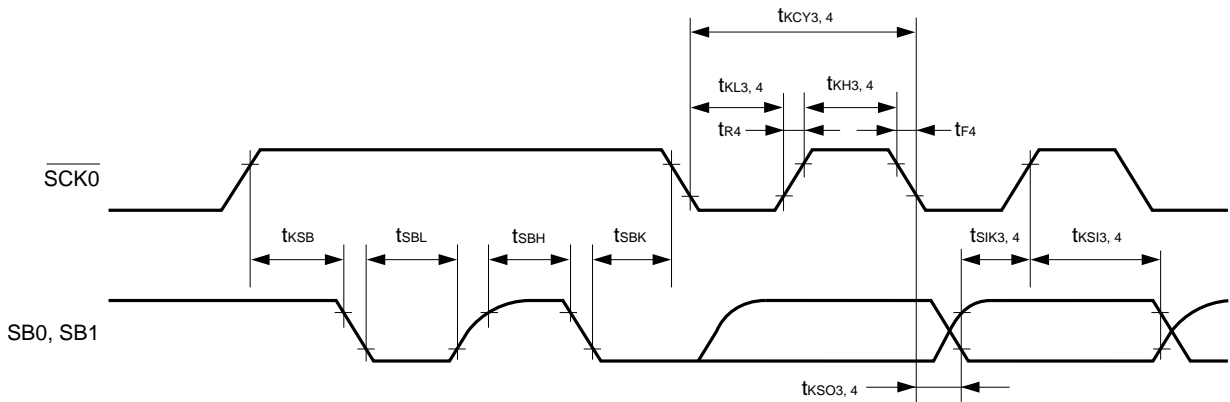 tKCY3, 4
tKL3, 4 tKH3, 4
tR4 tF4
SCK0
tKSB tSBL tSBH tSBK tSIK3, 4 tKSI3, 4
SB0, SB1
tKSO3, 4